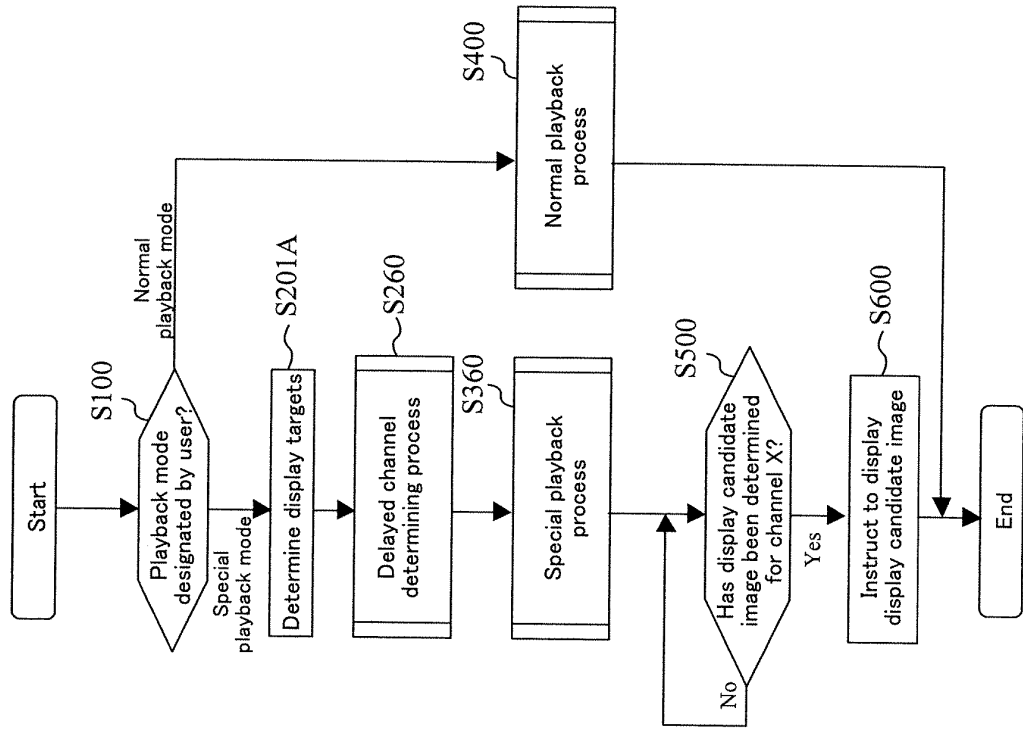 Start
S100
Playback mode
designated by user?
Normal
playback mode
Special
playback mode
S201A
Determine display targets
S260
Delayed channel
determining process
S360
Special playback
process
S400
Normal playback
process
S500
Has display candidate
image been determined
for channel X?
No
Yes
S600
Instruct to display
display candidate image
End